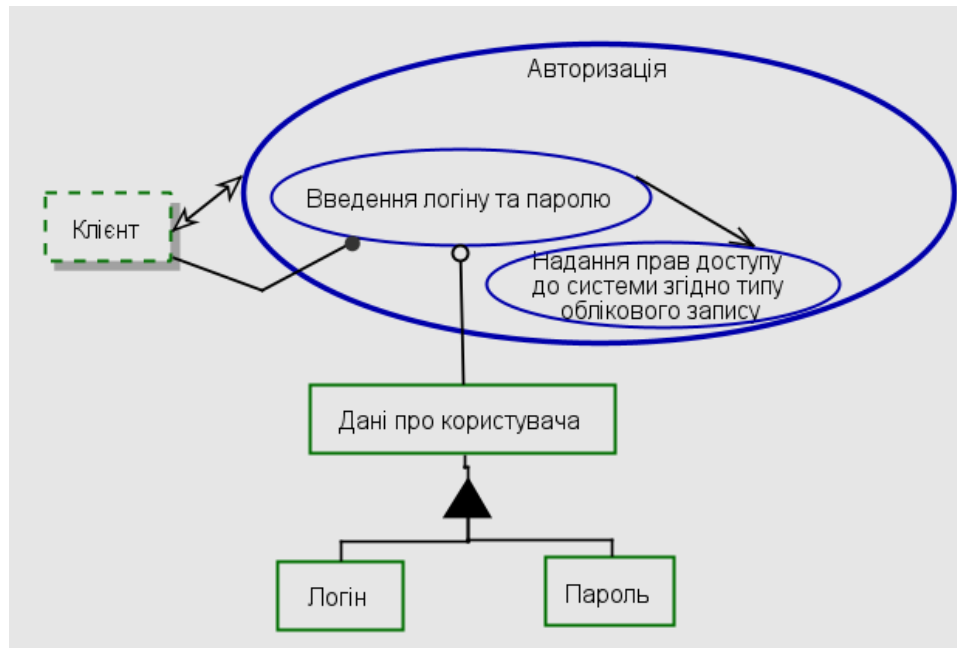 Авторизація
Введення логіну та паролю
Клієнт
Надання прав доступу
до системи згідно типу
облікового запису
Дані про користувача
Логін
Пароль